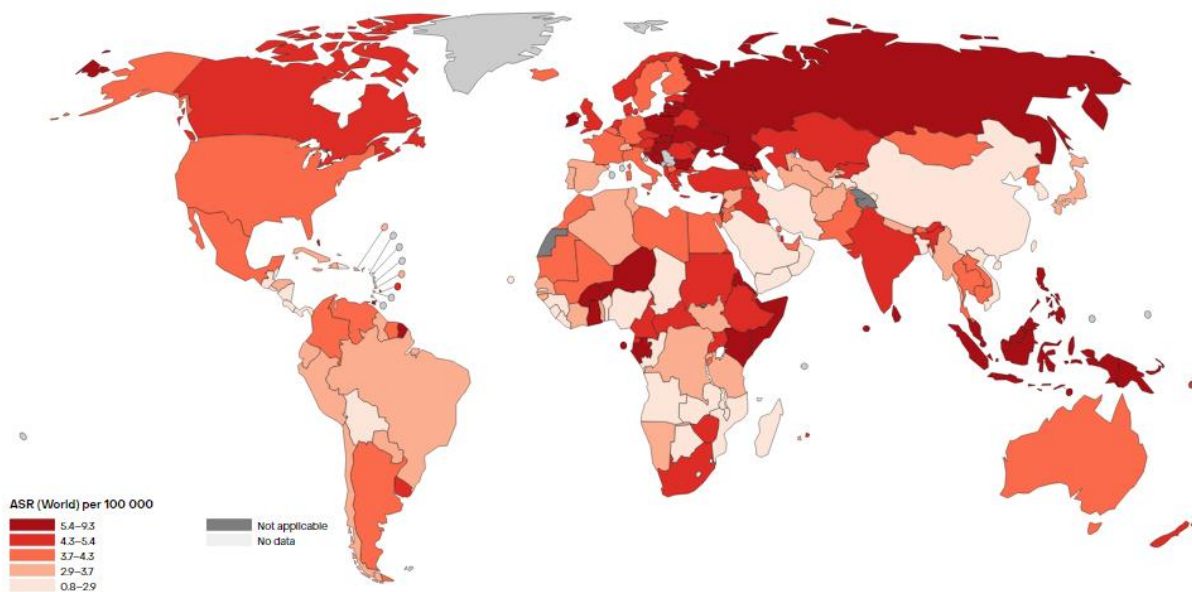 ASR (World) per 100 000
5.4–9.3
4.3–5.4
3.7–4.3
2.9–3.7
0.8–2.9
Not applicable
No data